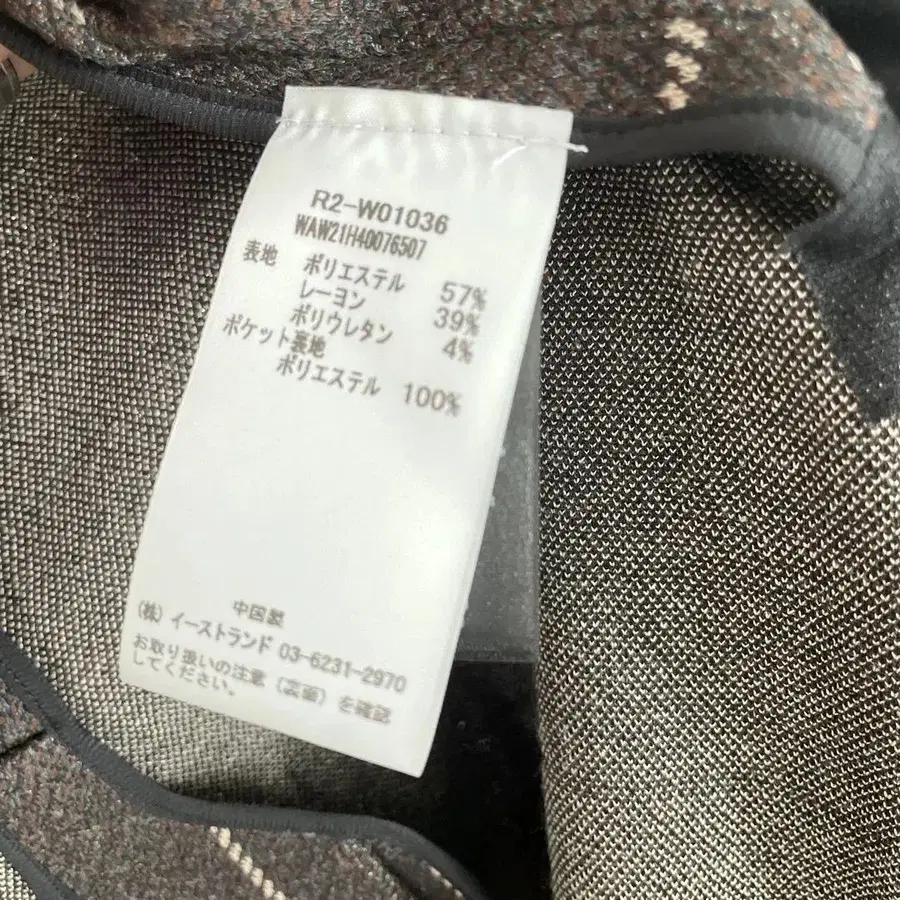 R2-W01036
WAW21H40076507
表地 ポリエステル 57%
レーヨン 39%
ポリウレタン 4%
ポケット表地
ポリエステル 100%
中国製
(株) イーストランド 03-6231-2970
お取り扱いの注意 (裏面) を確認
してください。